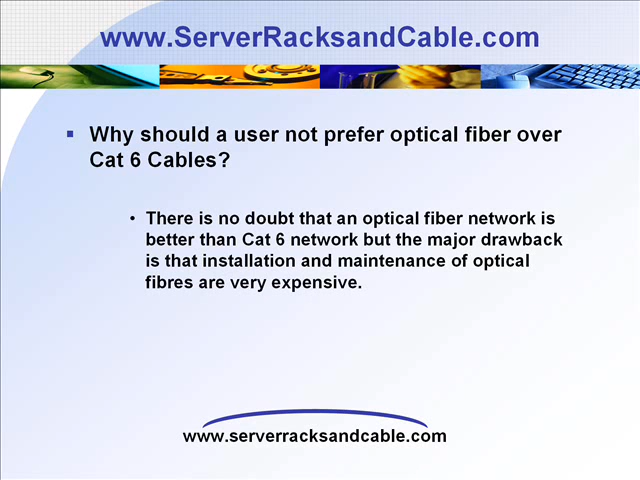 www.ServerRacksandCable.com
▪ Why should a user not prefer optical fiber over
Cat 6 Cables?
• There is no doubt that an optical fiber network is
better than Cat 6 network but the major drawback
is that installation and maintenance of optical
fibres are very expensive.
www.serverracksandcable.com